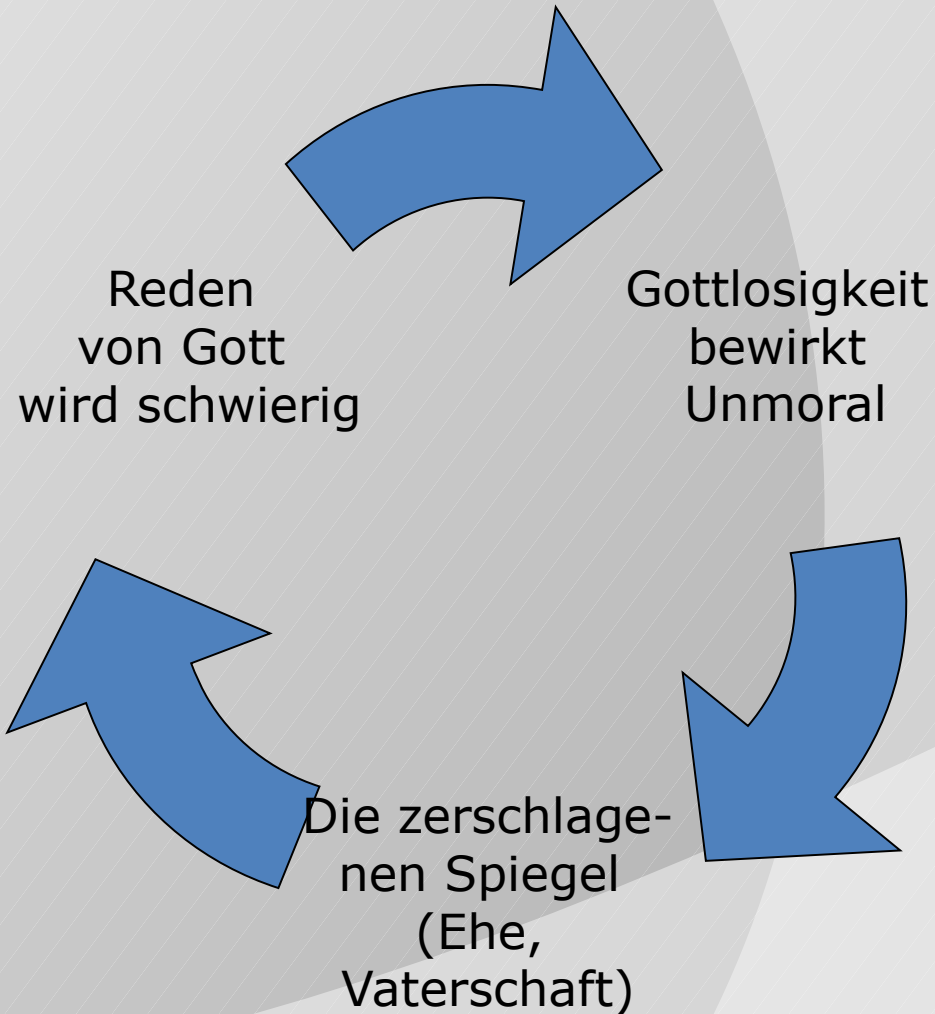 Reden
von Gott
wird schwierig
Gottlosigkeit
bewirkt
Unmoral
Die zerschlage-
nen Spiegel
(Ehe,
Vaterschaft)